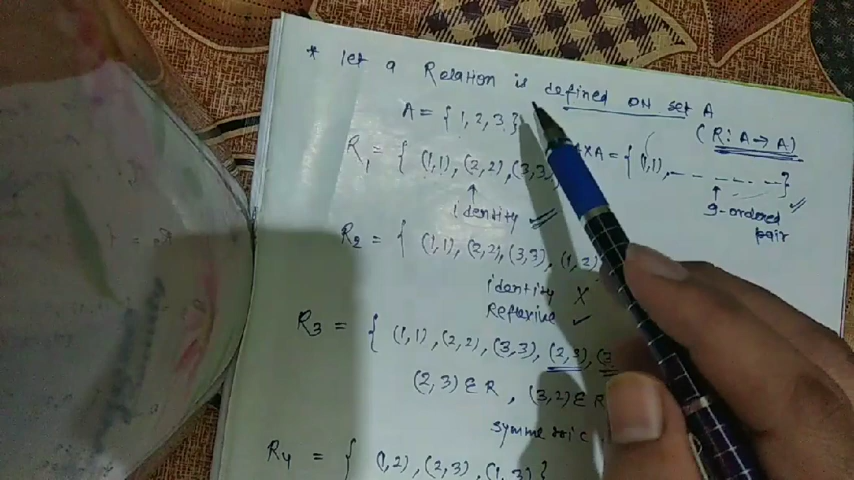 * let a Relation is defined ON set A
A = { 1, 2, 3 } (R: A → A)
R1 = { (1,1), (2,2), (3,3) XA = { (1,1), - - - - - - }
identity ✓ 9-ordered
pair ✓
R2 = { (1,1), (2,2), (3,3), (1,2)
identity X
Reflexive ✓
R3 = { (1,1), (2,2), (3,3), (2,3), (3
(2,3) ∈ R, (3,2) ∈ R
symmetric
R4 = { (1,2), (2,3), (1,3) }